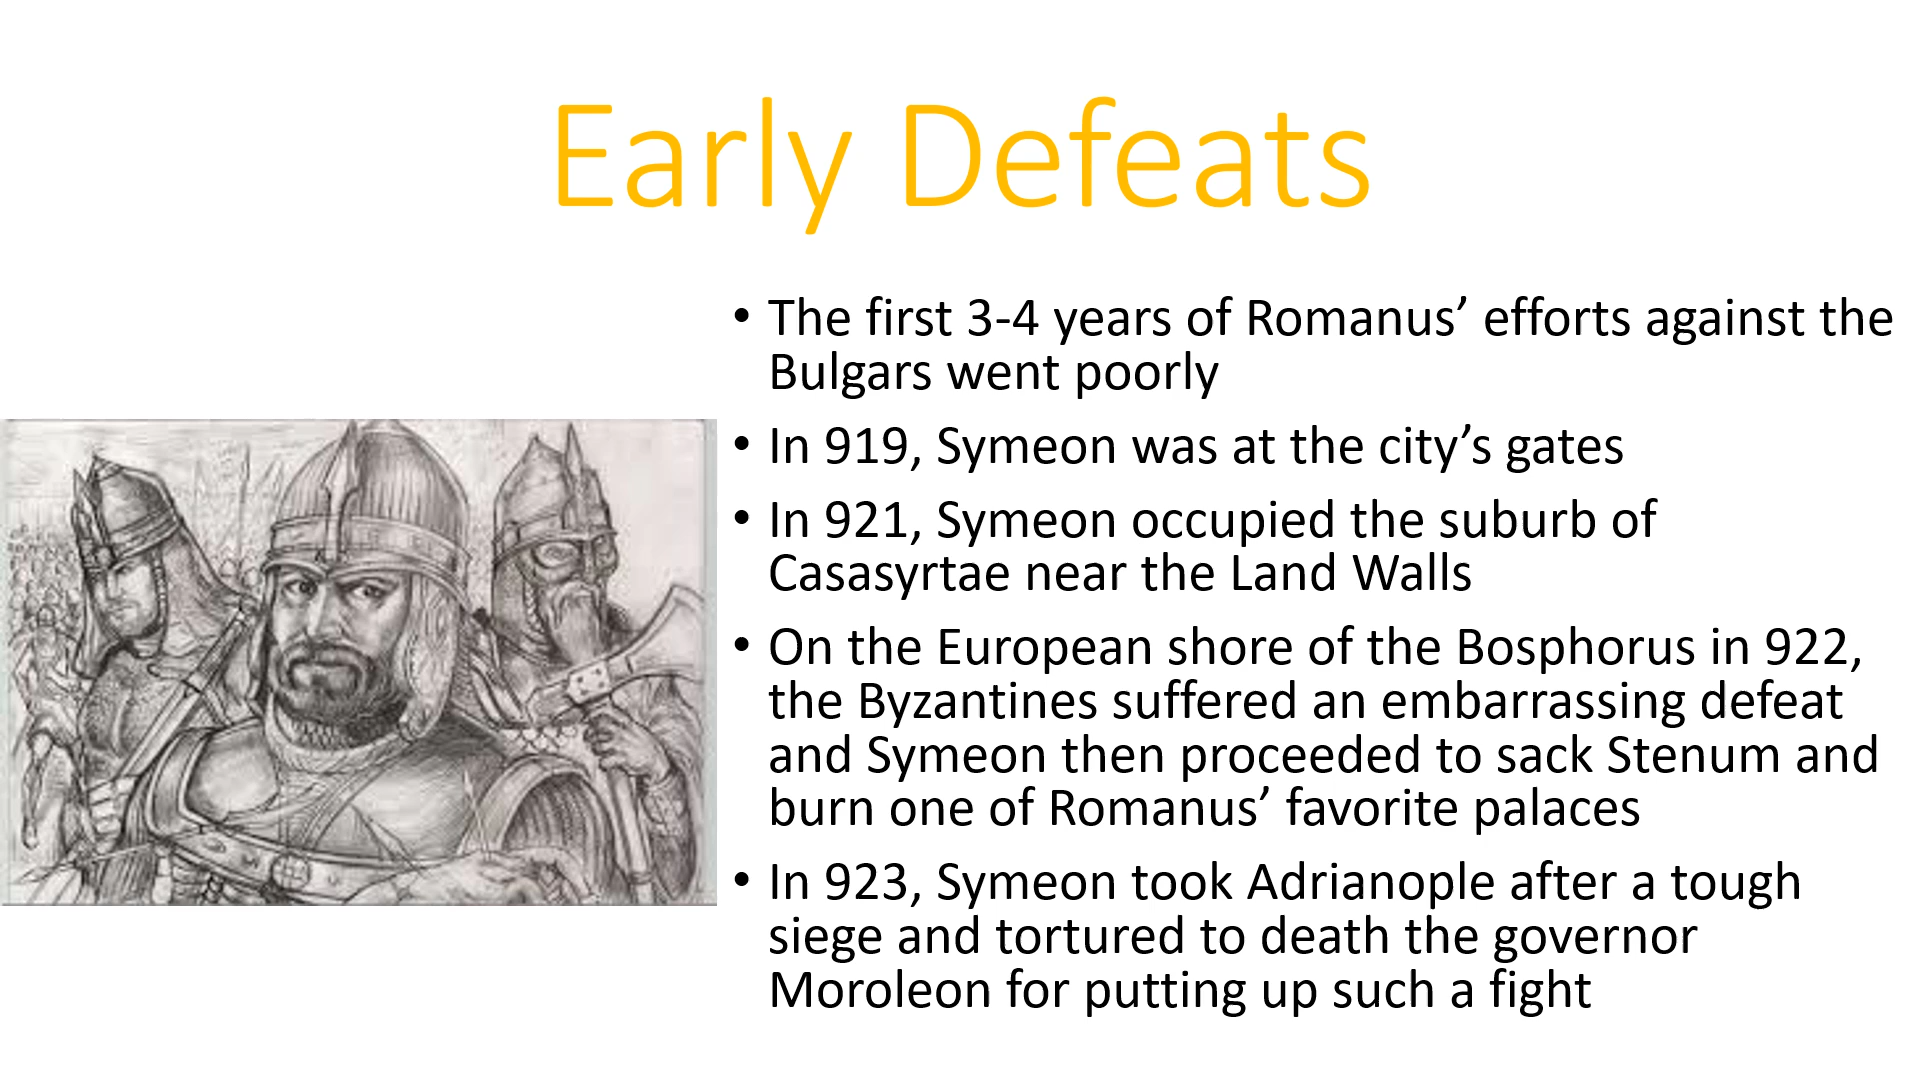 Early Defeats
• The first 3-4 years of Romanus’ efforts against the
Bulgars went poorly
• In 919, Symeon was at the city’s gates
• In 921, Symeon occupied the suburb of
Casasyrtae near the Land Walls
• On the European shore of the Bosphorus in 922,
the Byzantines suffered an embarrassing defeat
and Symeon then proceeded to sack Stenum and
burn one of Romanus’ favorite palaces
• In 923, Symeon took Adrianople after a tough
siege and tortured to death the governor
Moroleon for putting up such a fight